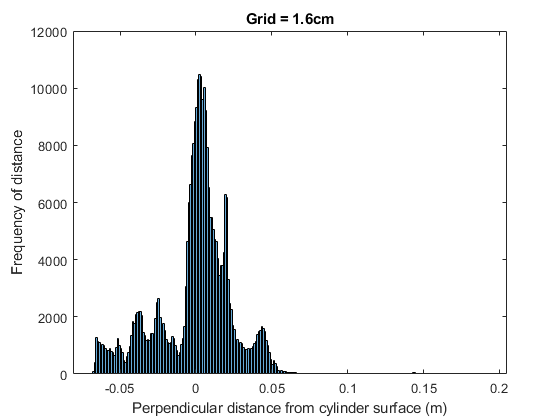 Grid = 1.6cm
12000
10000
8000
6000
4000
2000
0
Frequency of distance
-0.05 0 0.05 0.1 0.15 0.2
Perpendicular distance from cylinder surface (m)